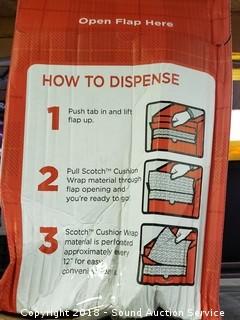 Open Flap Here
HOW TO DISPENSE
1 Push tab in and lift
flap up.
2 Pull Scotch™ Cushion
Wrap material through
flap opening and
you're ready to go!
3 Scotch™ Cushion Wrap
material is perforated
approximately every
12" for easy
Copyright 2018 - Sound Auction Service